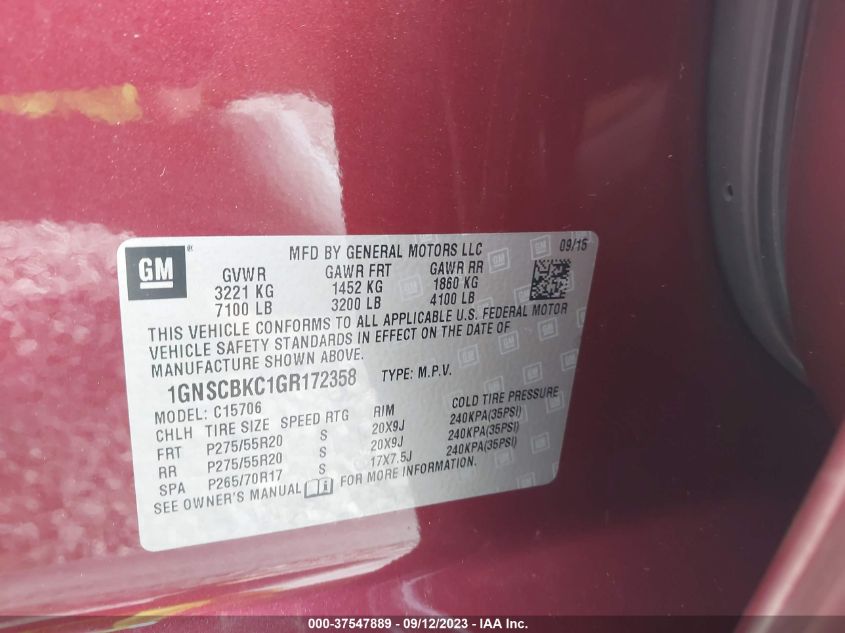 GM ®
MFD BY GENERAL MOTORS LLC 09/15
GVWR GAWR FRT GAWR RR
3221 KG 1452 KG 1860 KG
7100 LB 3200 LB 4100 LB
THIS VEHICLE CONFORMS TO ALL APPLICABLE U.S. FEDERAL MOTOR
VEHICLE SAFETY STANDARDS IN EFFECT ON THE DATE OF
MANUFACTURE SHOWN ABOVE.
1GNSCBKC1GR172358 TYPE: M.P.V.
MODEL: C15706
CHLH TIRE SIZE SPEED RTG RIM COLD TIRE PRESSURE
FRT P275/55R20 S 20X9J 240KPA(35PSI)
RR P275/55R20 S 20X9J 240KPA(35PSI)
SPA P265/70R17 S 17X7.5J 240KPA(35PSI)
SEE OWNER'S MANUAL FOR MORE INFORMATION.
000-37547889 - 09/12/2023 - IAA Inc.